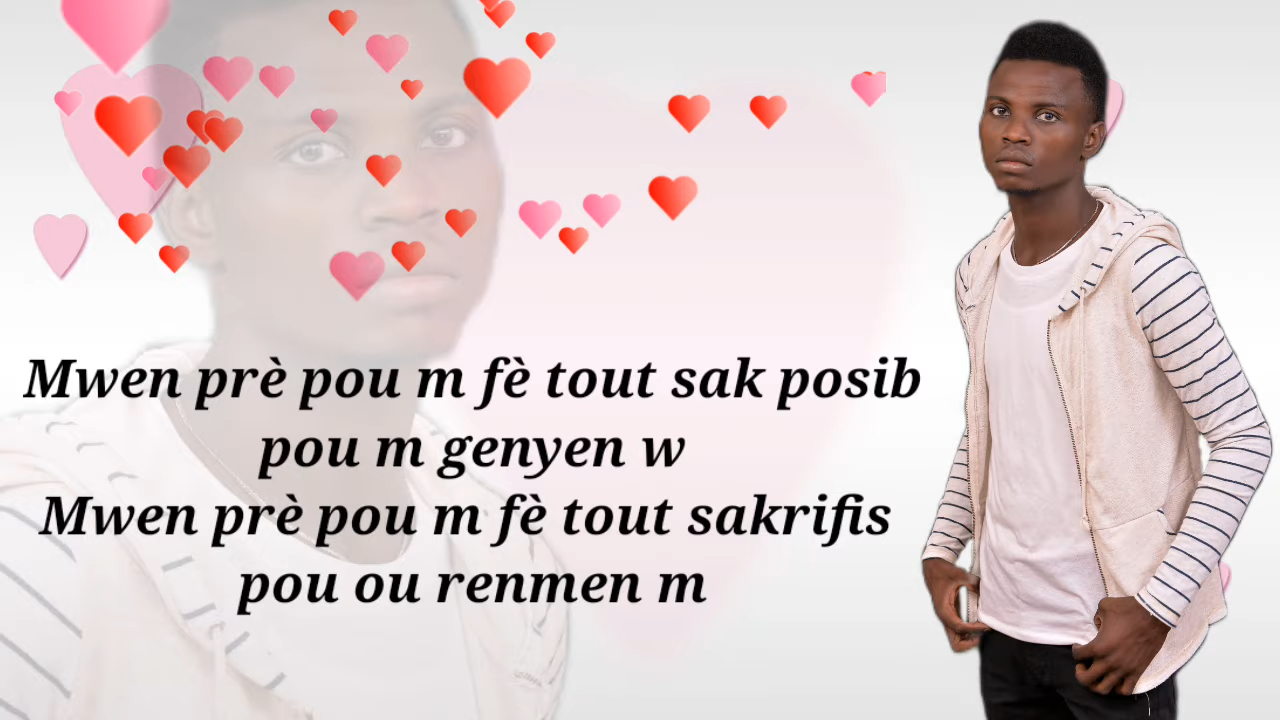 Mwen prè pou m fè tout sak posib
pou m genyen w
Mwen prè pou m fè tout sakrifis
pou ou renmen m